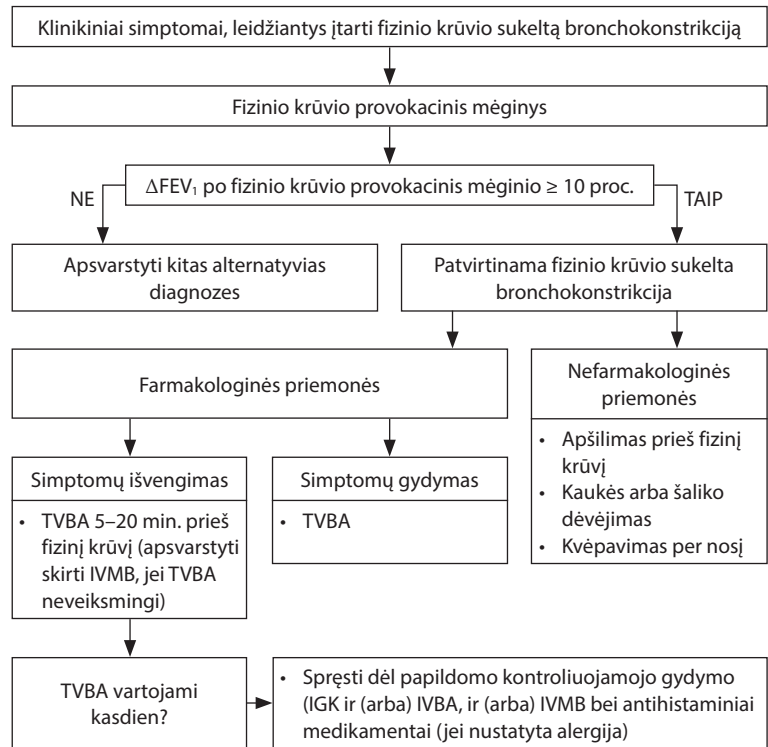 Klinikiniai simptomai, leidžiantys įtarti fizinio krūvio sukeltą bronchokonstrikciją
Fizinio krūvio provokacinis mėginys
ΔFEV₁ po fizinio krūvio provokacinis mėginio ≥ 10 proc.
NE
TAIP
Apsvarstyti kitas alternatyvias
diagnozes
Patvirtinama fizinio krūvio sukelta
bronchokonstrikcija
Farmakologinės priemonės
Nefarmakologinės
priemonės
• Apšilimas prieš fizinį
krūvį
• Kaukės arba šaliko
dėvėjimas
• Kvėpavimas per nosį
Simptomų išvengimas
• TVBA 5–20 min. prieš
fizinį krūvį (apsvarstyti
skirti IVMB, jei TVBA
neveiksmingi)
Simptomų gydymas
• TVBA
TVBA vartojami
kasdien?
• Spręsti dėl papildomo kontroliuojamojo gydymo
(IGK ir (arba) IVBA, ir (arba) IVMB bei antihistaminiai
medikamentai (jei nustatyta alergija)